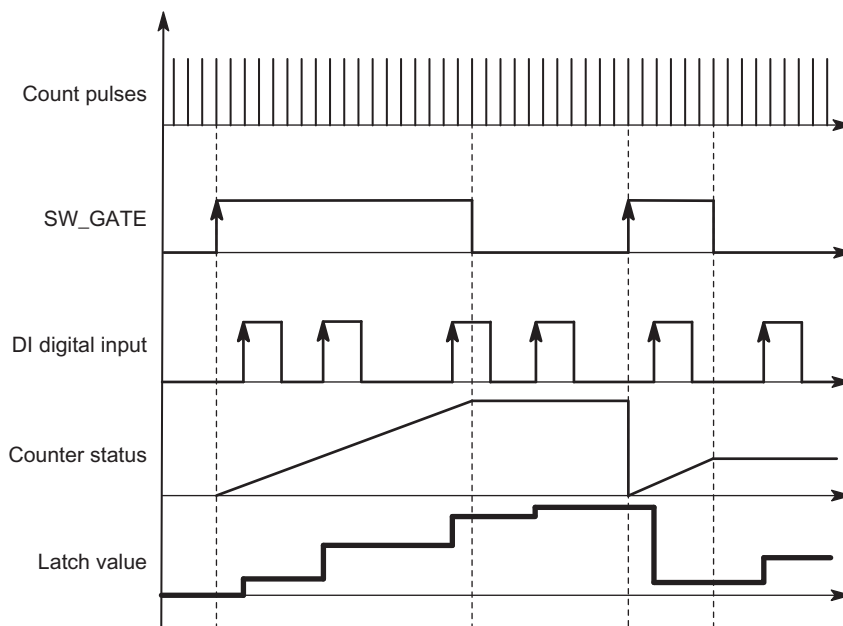 Count pulses
SW_GATE
DI digital input
Counter status
Latch value